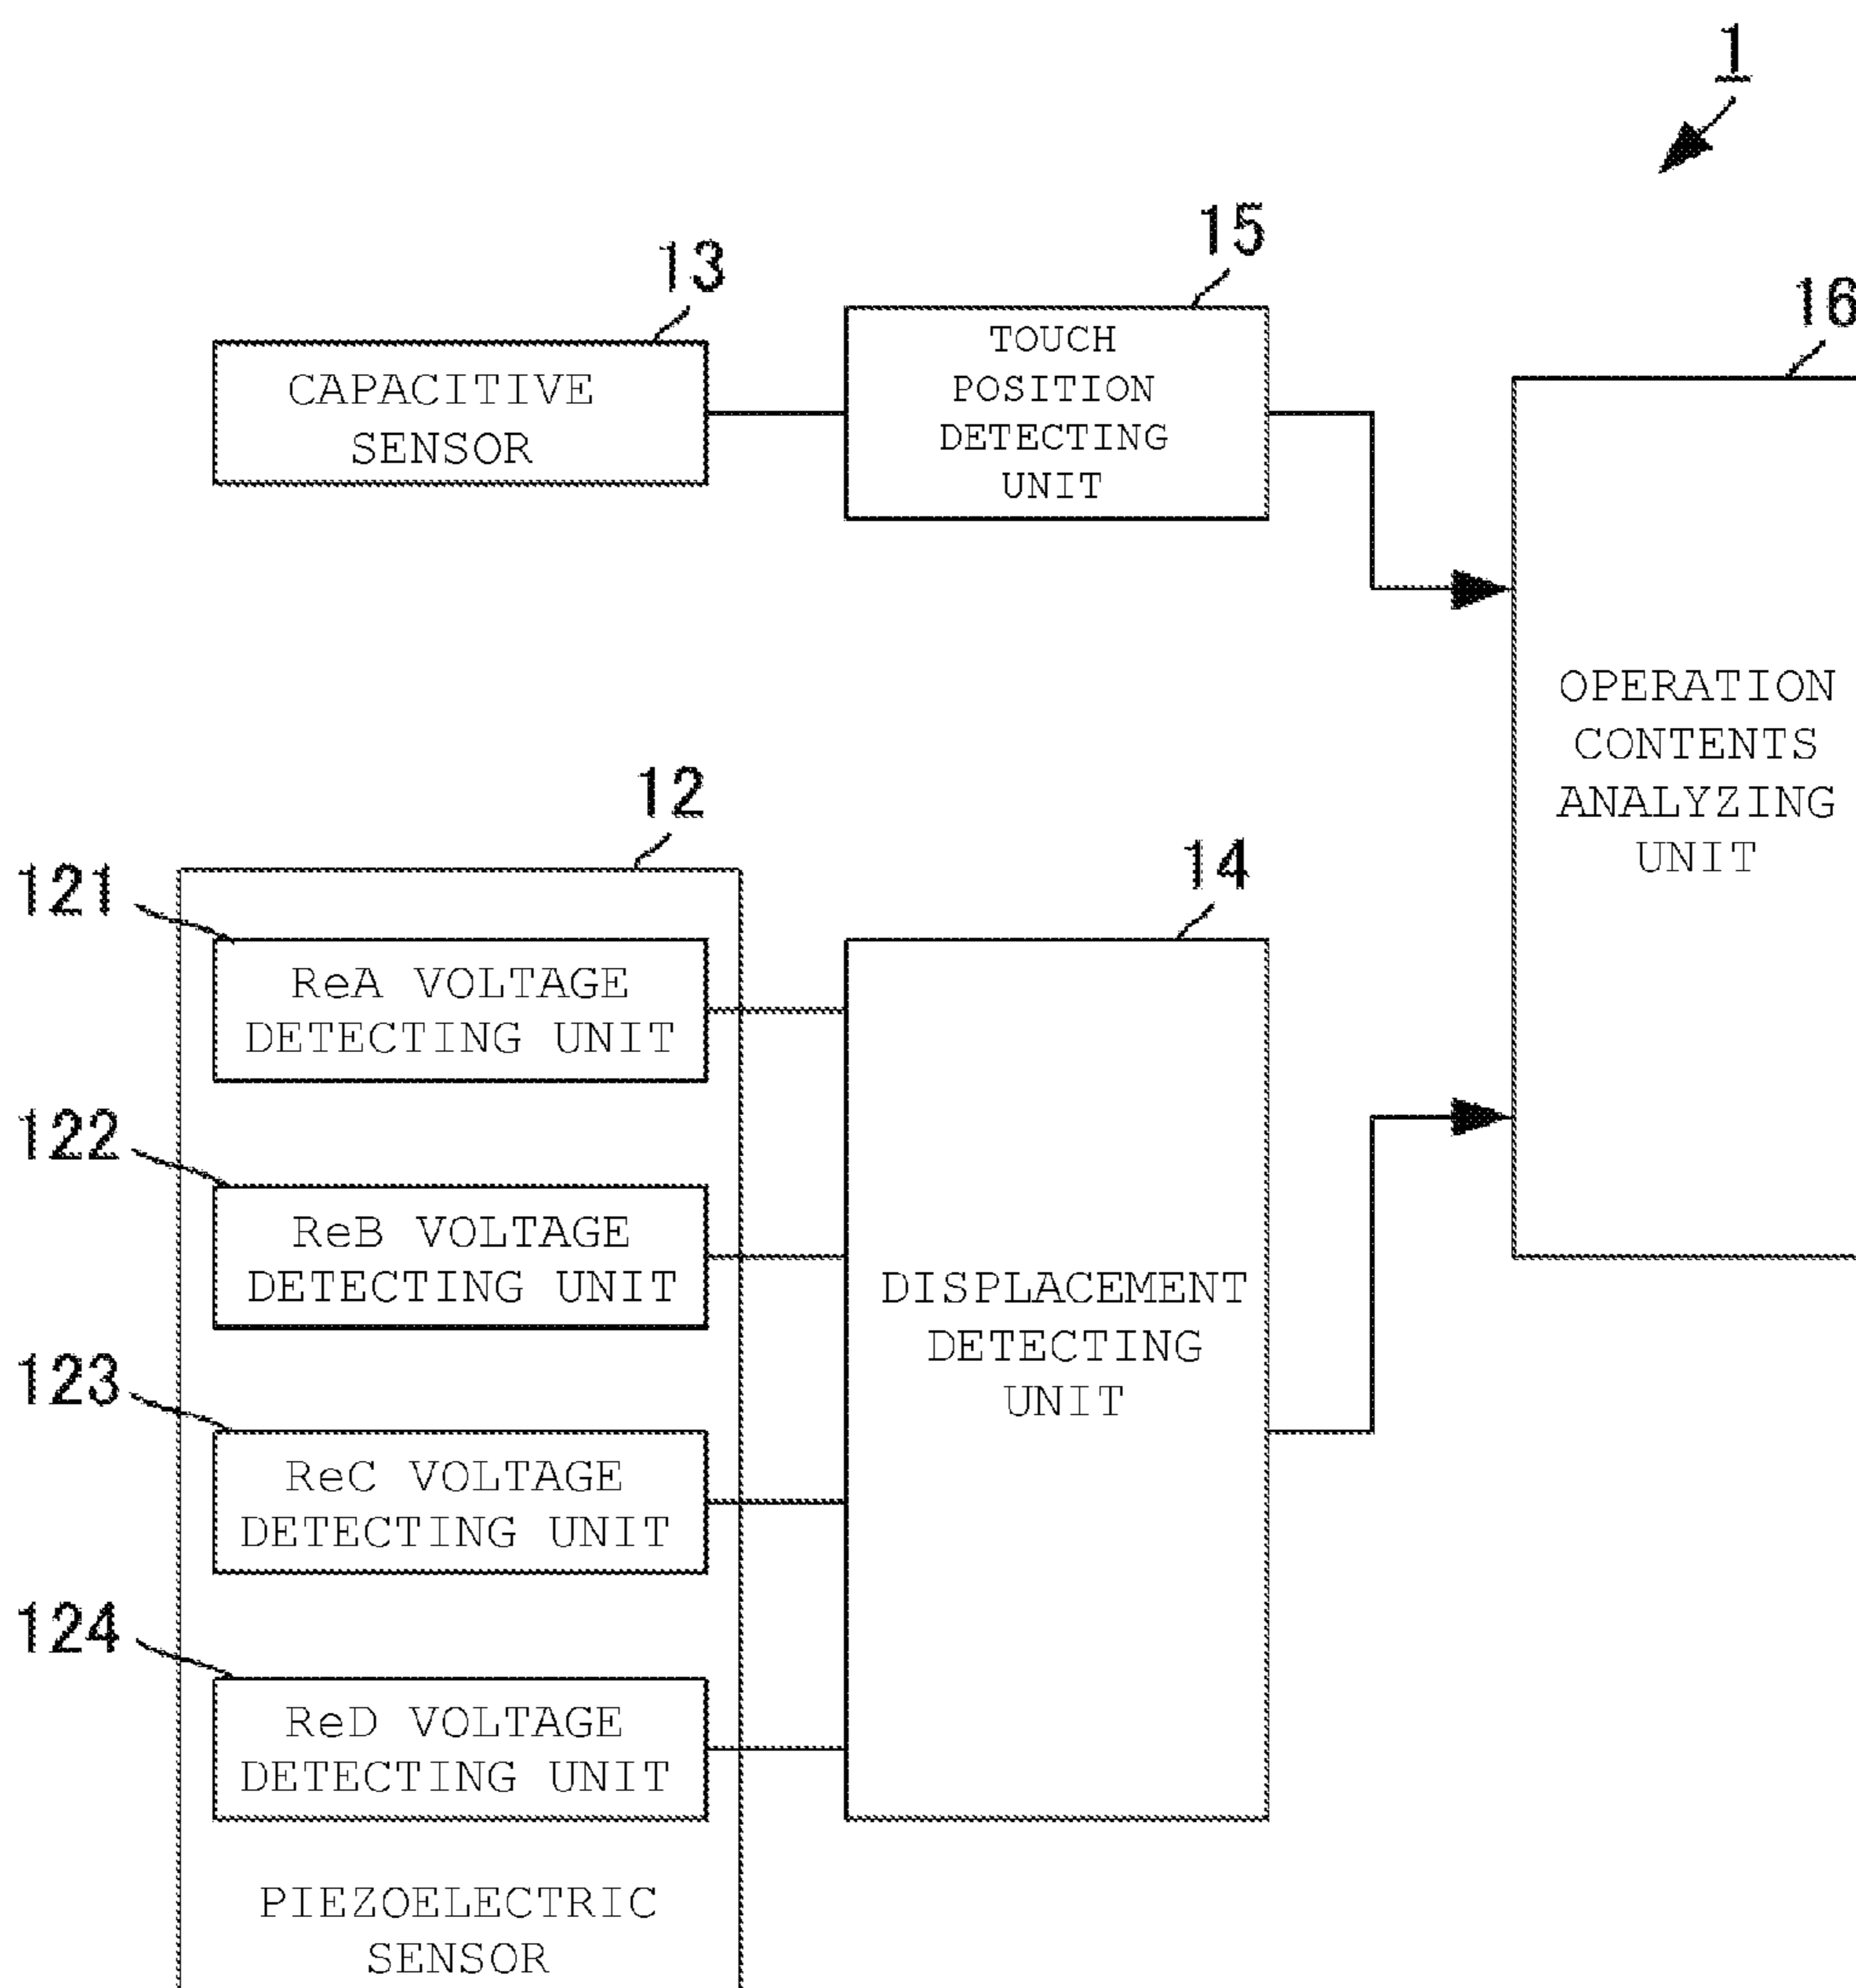 1
13
15
16
CAPACITIVE
SENSOR
TOUCH
POSITION
DETECTING
UNIT
OPERATION
CONTENTS
ANALYZING
UNIT
12
14
121
ReA VOLTAGE
DETECTING UNIT
122
ReB VOLTAGE
DETECTING UNIT
DISPLACEMENT
DETECTING
UNIT
123
ReC VOLTAGE
DETECTING UNIT
124
ReD VOLTAGE
DETECTING UNIT
PIEZOELECTRIC
SENSOR